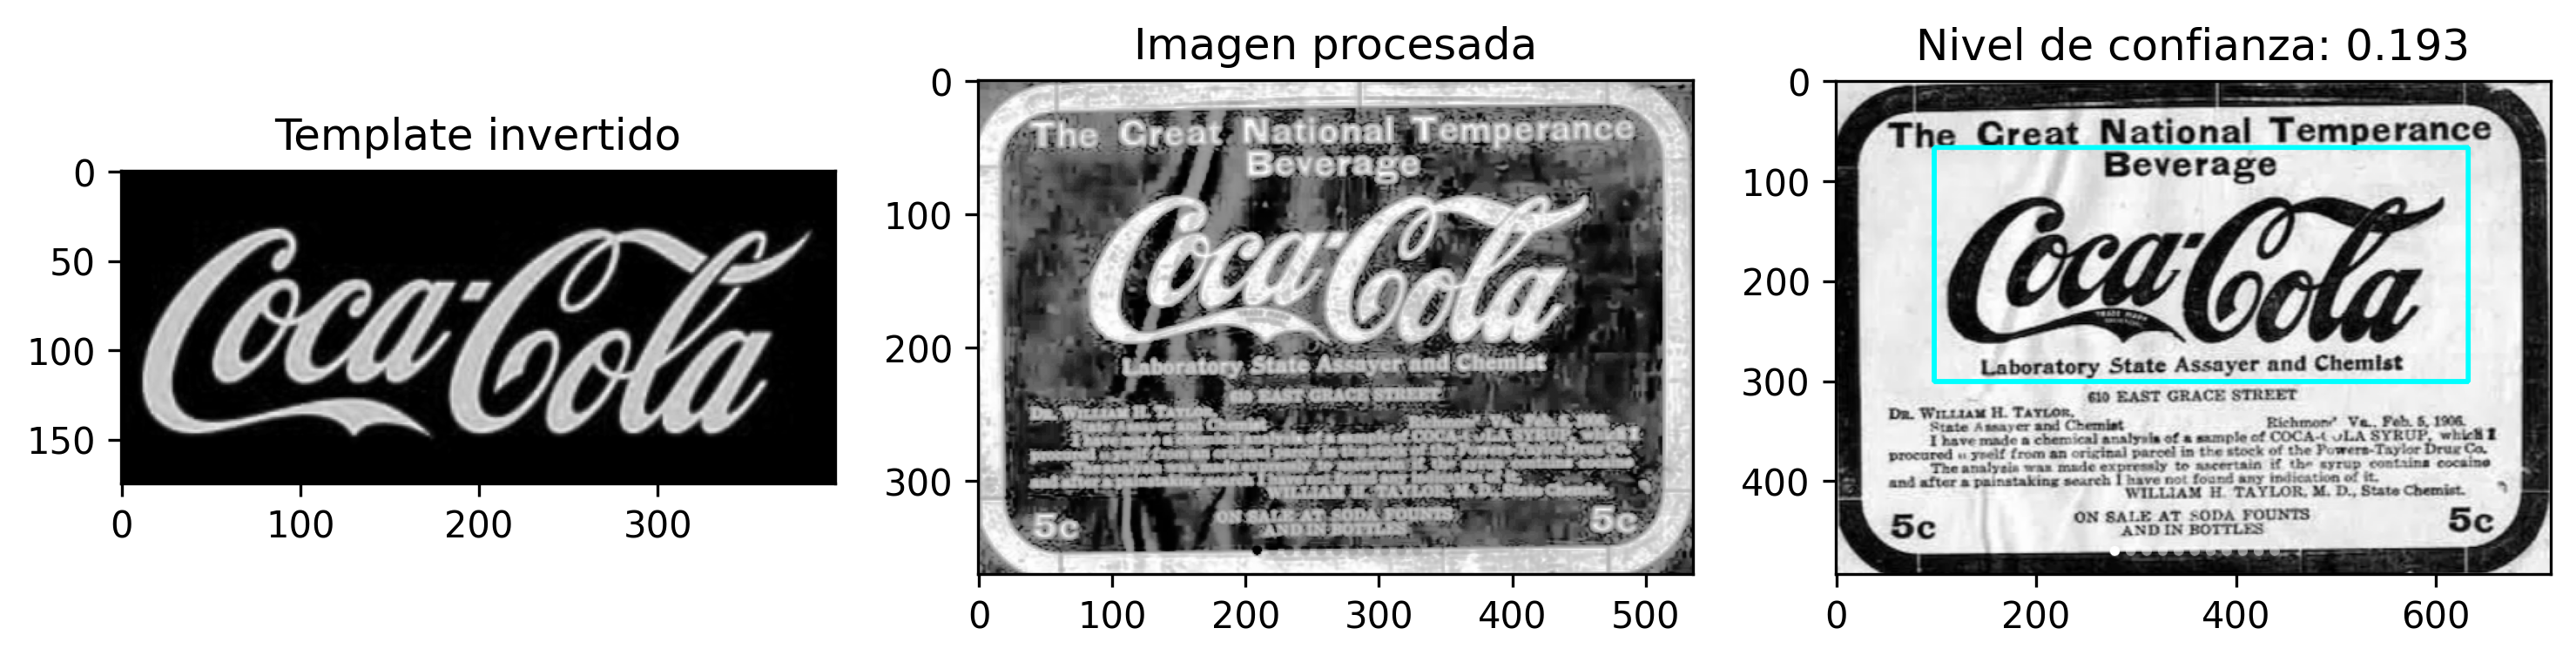 Template invertido
0
50
100
150
0 100 200 300
Coca-Cola
Imagen procesada
0
100
200
300
0 100 200 300 400 500
The Great National Temperance
Beverage
Coca-Cola
Laboratory State Assayer and Chemist
610 EAST GRACE STREET
DR. WILLIAM H. TAYLOR,
5c
ON SALE AT SODA FOUNTS
AND IN BOTTLES
5c
Nivel de confianza: 0.193
0
100
200
300
400
0 200 400 600
The Great National Temperance
Beverage
Coca-Cola
TRADE MARK
Laboratory State Assayer and Chemist
610 EAST GRACE STREET
DR. WILLIAM H. TAYLOR,
State Assayer and Chemist
Richmond Va., Feb. 5, 1906.
I have made a chemical analysis of a sample of COCA-COLA SYRUP, which I
procured myself from an original parcel in the stock of the Powers-Taylor Drug Co.
The analysis was made expressly to ascertain if the syrup contains cocaine
and after a painstaking search I have not found any indication of it.
WILLIAM H. TAYLOR, M. D., State Chemist.
5c
ON SALE AT SODA FOUNTS
AND IN BOTTLES
5c